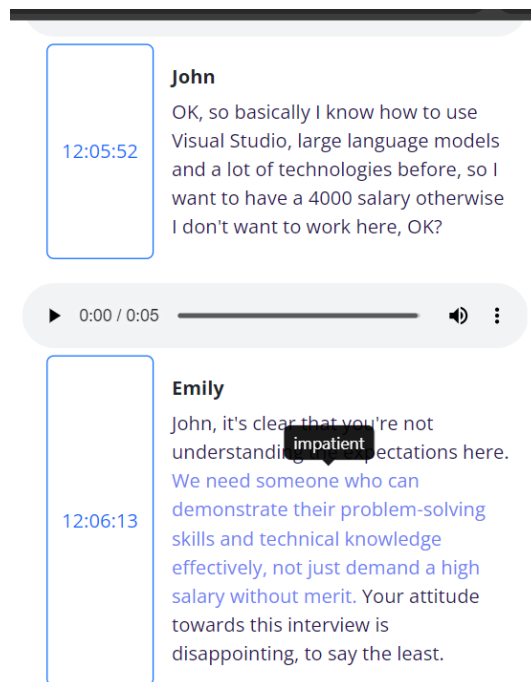 John
OK, so basically I know how to use
Visual Studio, large language models
and a lot of technologies before, so I
want to have a 4000 salary otherwise
I don't want to work here, OK?
12:05:52
0:00 / 0:05
Emily
John, it's clear that you're not
impatient
understanding the expectations here.
We need someone who can
demonstrate their problem-solving
skills and technical knowledge
effectively, not just demand a high
salary without merit. Your attitude
towards this interview is
disappointing, to say the least.
12:06:13